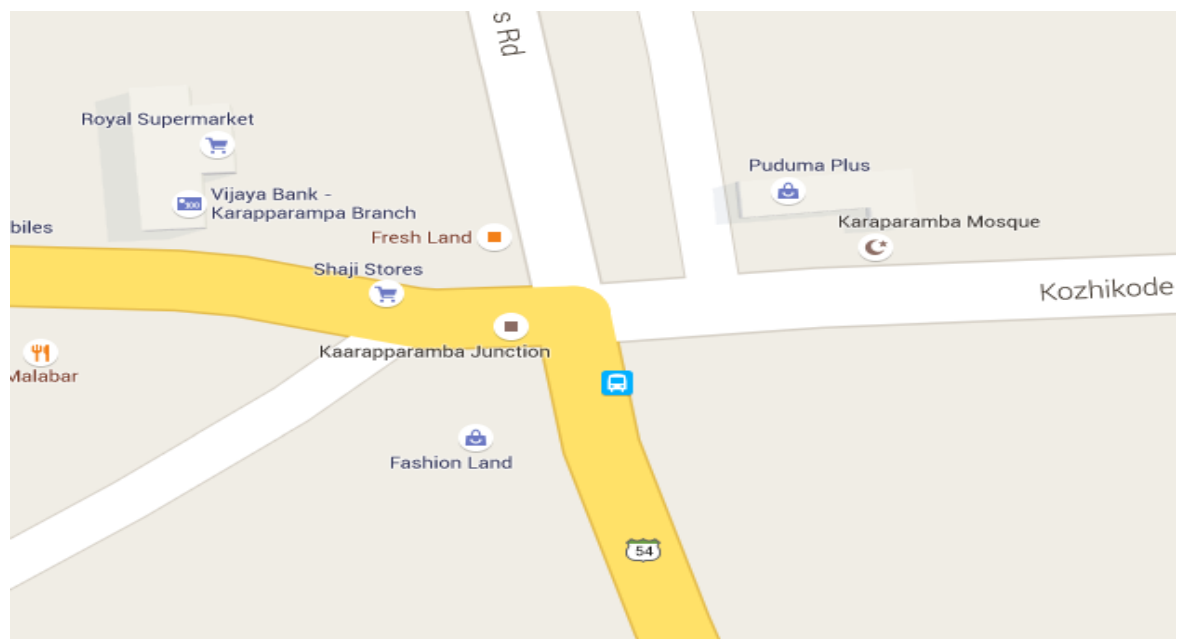 s Rd
Royal Supermarket
Puduma Plus
Vijaya Bank -
Karapparampa Branch
Karaparamba Mosque
biles
Fresh Land
Shaji Stores
Kozhikode
Kaarapparamba Junction
Malabar
Fashion Land
54